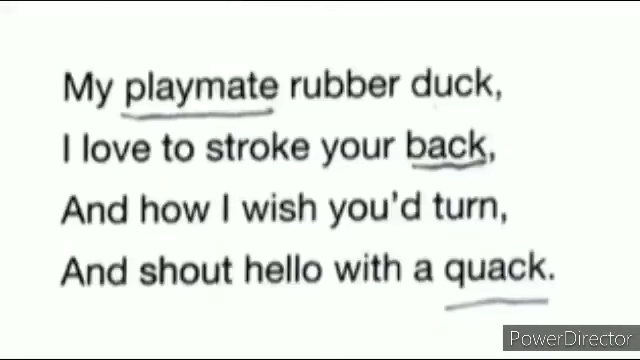 My playmate rubber duck,
I love to stroke your back,
And how I wish you'd turn,
And shout hello with a quack.
PowerDirector